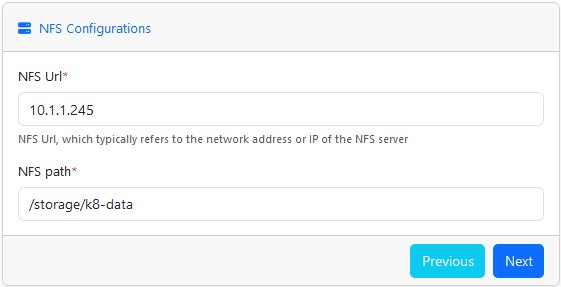 NFS Configurations
NFS Url*
10.1.1.245
NFS Url, which typically refers to the network address or IP of the NFS server
NFS path*
/storage/k8-data
Previous Next